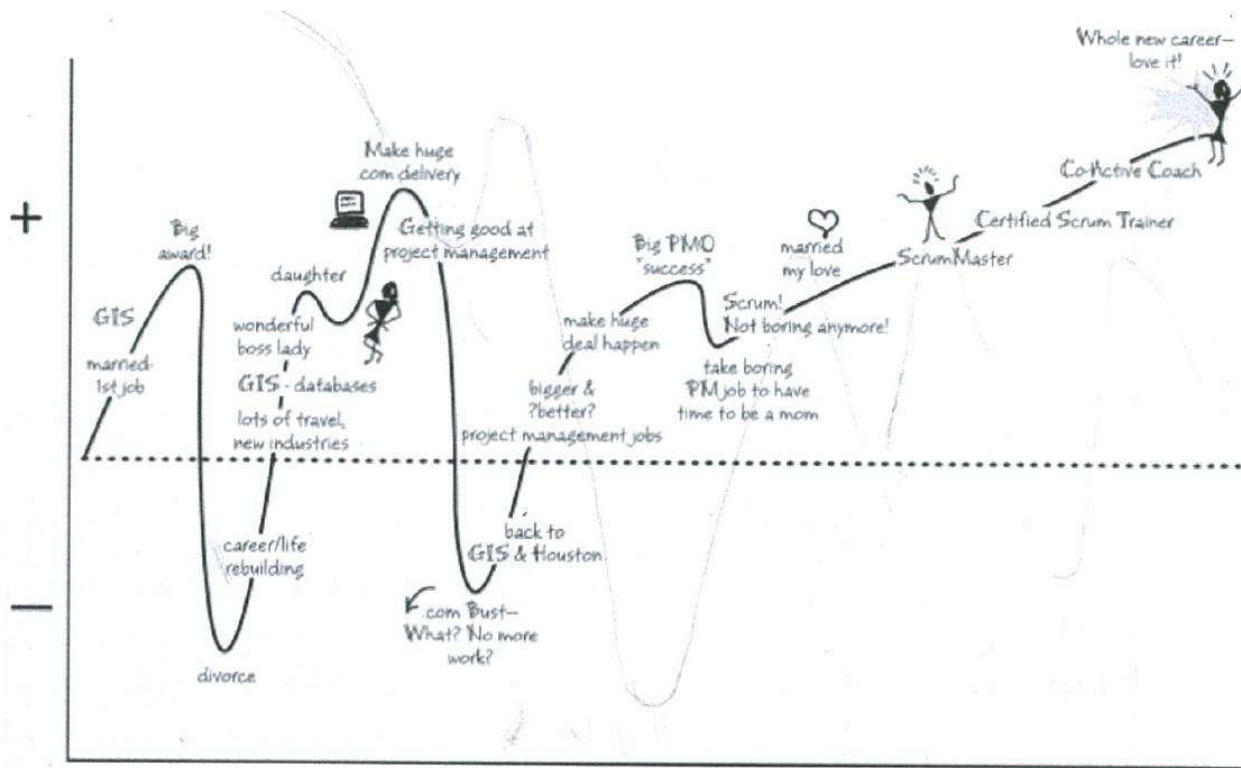 +
−
GIS
married-
1st job
Big
award!
divorce
career/life
rebuilding
lots of travel,
new industries
GIS - databases
wonderful
boss lady
daughter
Make huge
.com delivery
Getting good at
project management
.com Bust—
What? No more
work?
back to
GIS & Houston
bigger &
?better?
project management jobs
make huge
deal happen
Big PMO
"success"
take boring
PM job to have
time to be a mom
Scrum!
Not boring anymore!
married
my love
ScrumMaster
Certified Scrum Trainer
Co-Active Coach
Whole new career—
love it!